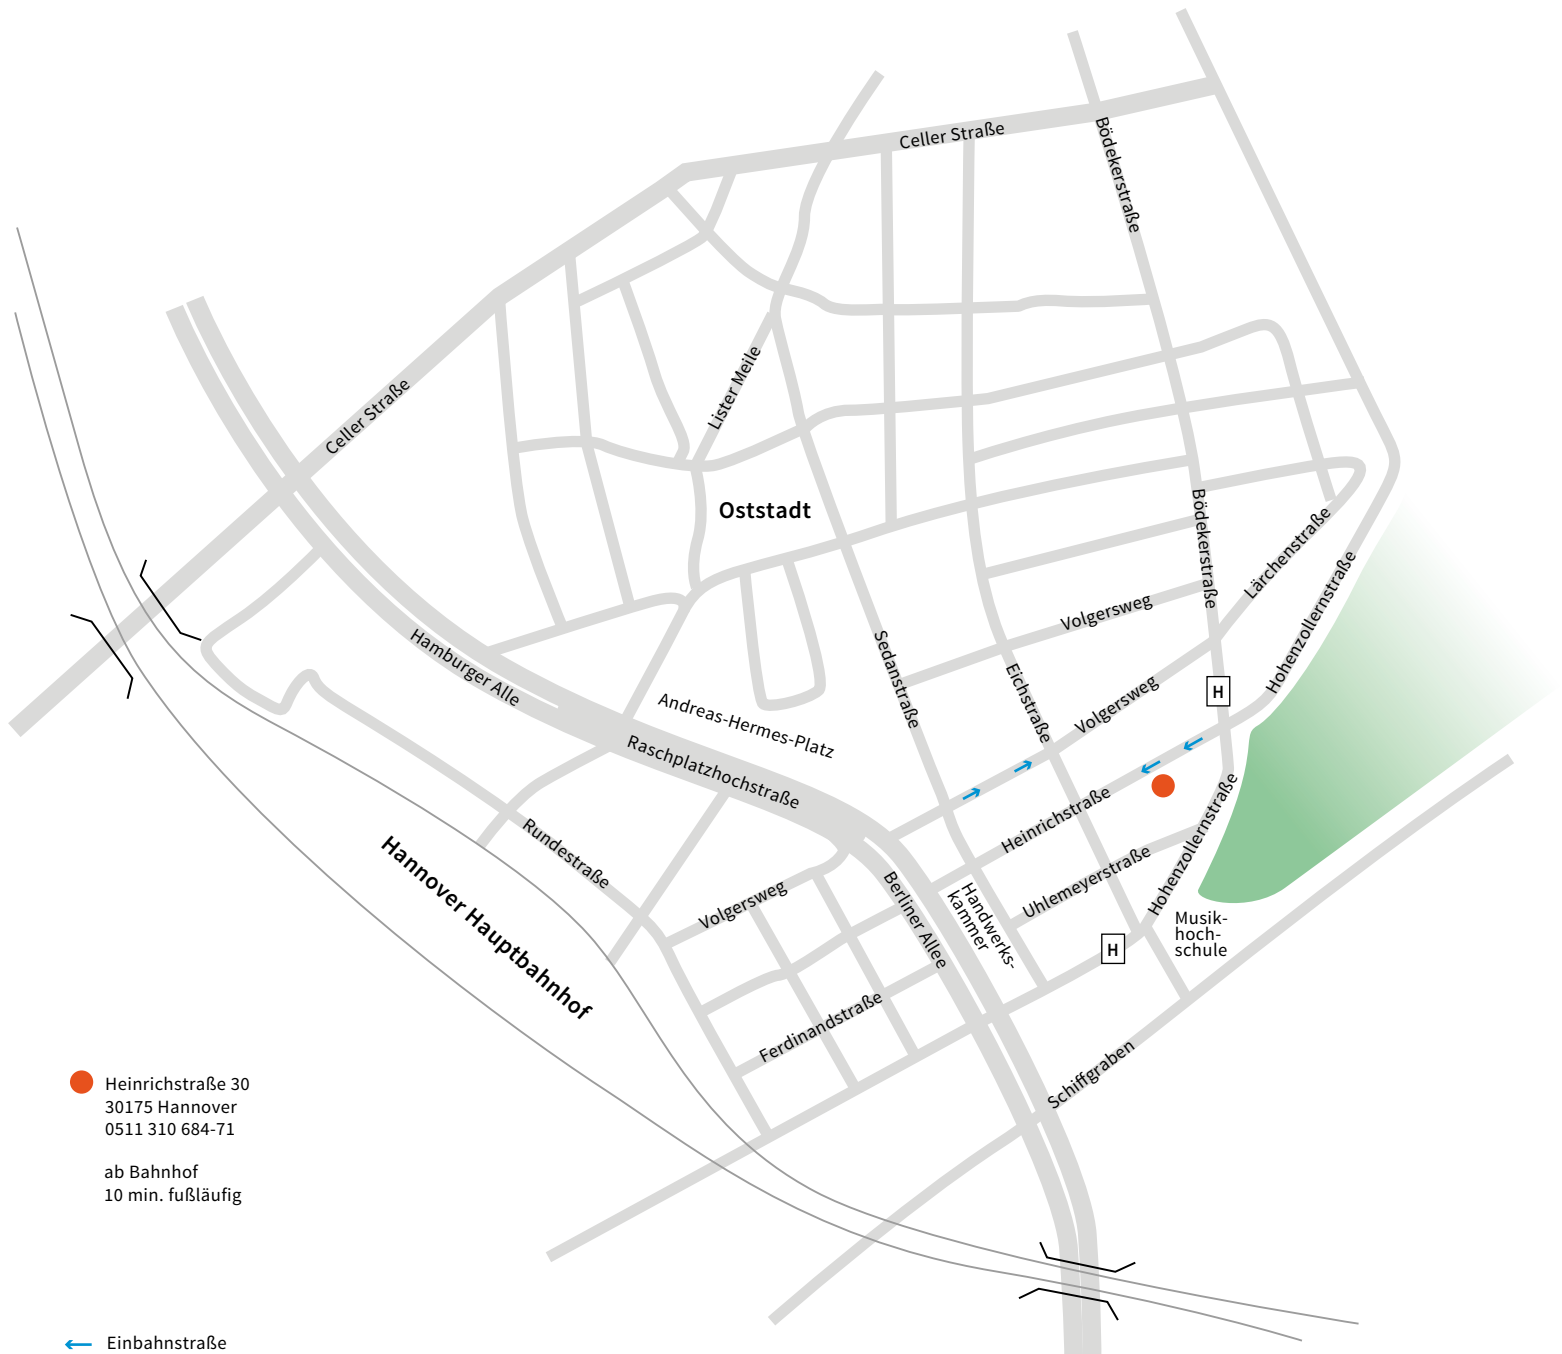 Celler Straße
Bödekerstraße
Lister Meile
Celler Straße
Oststadt
Bödekerstraße
Lärchenstraße
Hohenzollernstraße
Volgersweg
Hamburger Alle
Sedanstraße
Eichstraße
Volgersweg
H
Andreas-Hermes-Platz
Raschplatzhochstraße
Heinrichstraße
Hohenzollernstraße
Rundestraße
Hannover Hauptbahnhof
Volgersweg
Berliner Allee
Handwerks-
kammer
Uhlemeyerstraße
Musik-
hoch-
schule
H
Ferdinandstraße
Schiffgraben
Heinrichstraße 30
30175 Hannover
0511 310 684-71
ab Bahnhof
10 min. fußläufig
Einbahnstraße